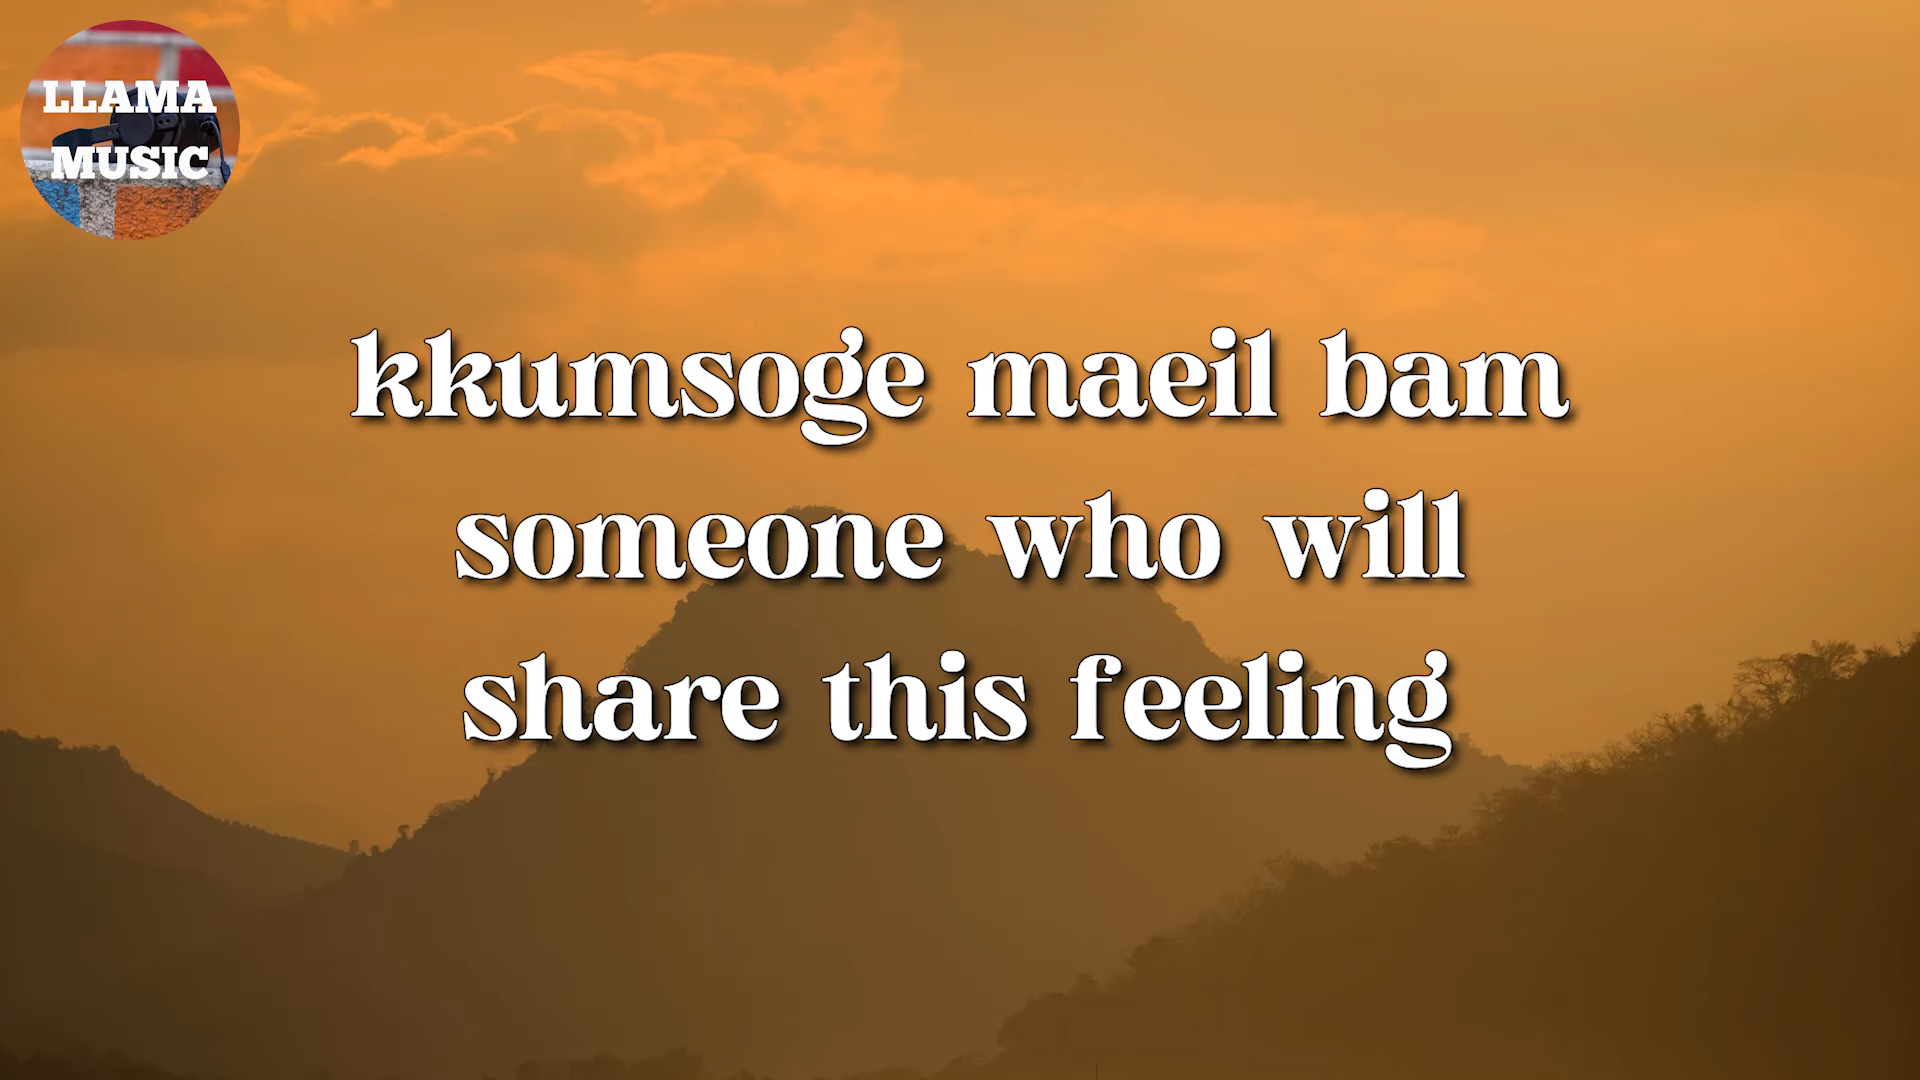 LLAMA
MUSIC
kkumsoge maeil bam
someone who will
share this feeling